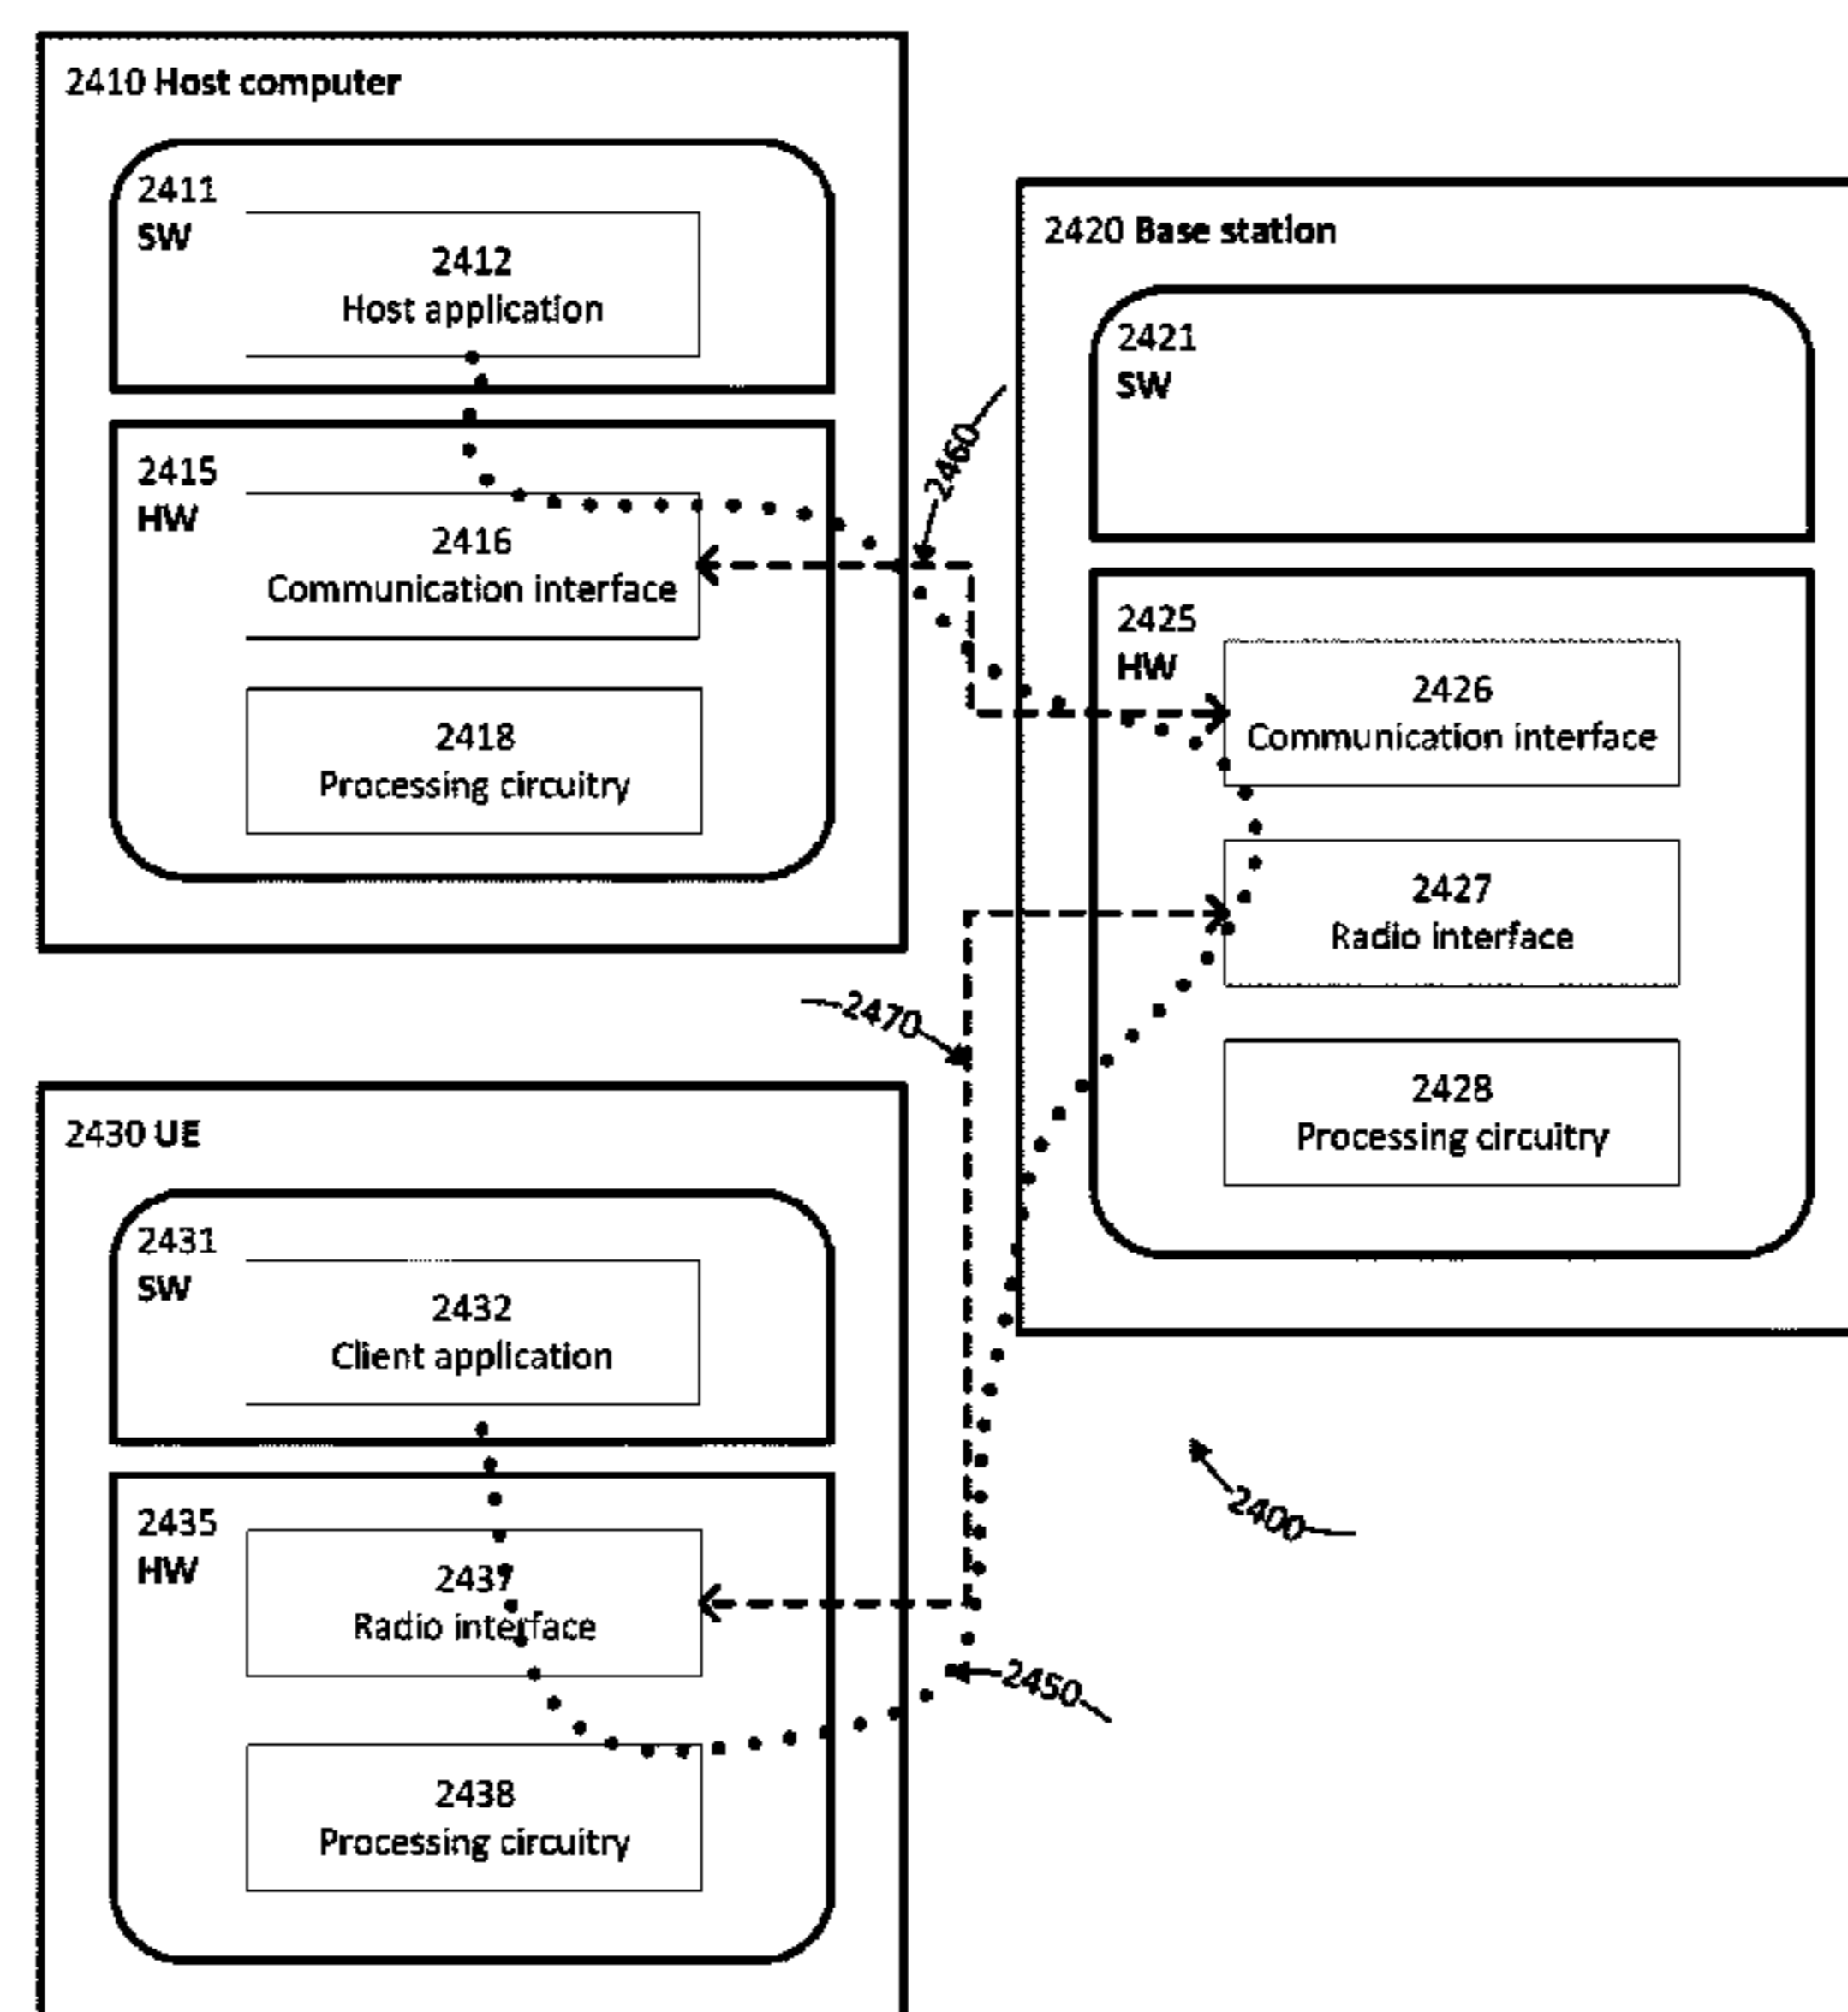 2410 Host computer
2411
SW
2412
Host application
2415
HW
2416
Communication interface
2418
Processing circuitry
2460
2420 Base station
2421
SW
2425
HW
2426
Communication interface
2427
Radio interface
2428
Processing circuitry
2470
2430 UE
2431
SW
2432
Client application
2435
HW
2437
Radio interface
2438
Processing circuitry
2400
2450